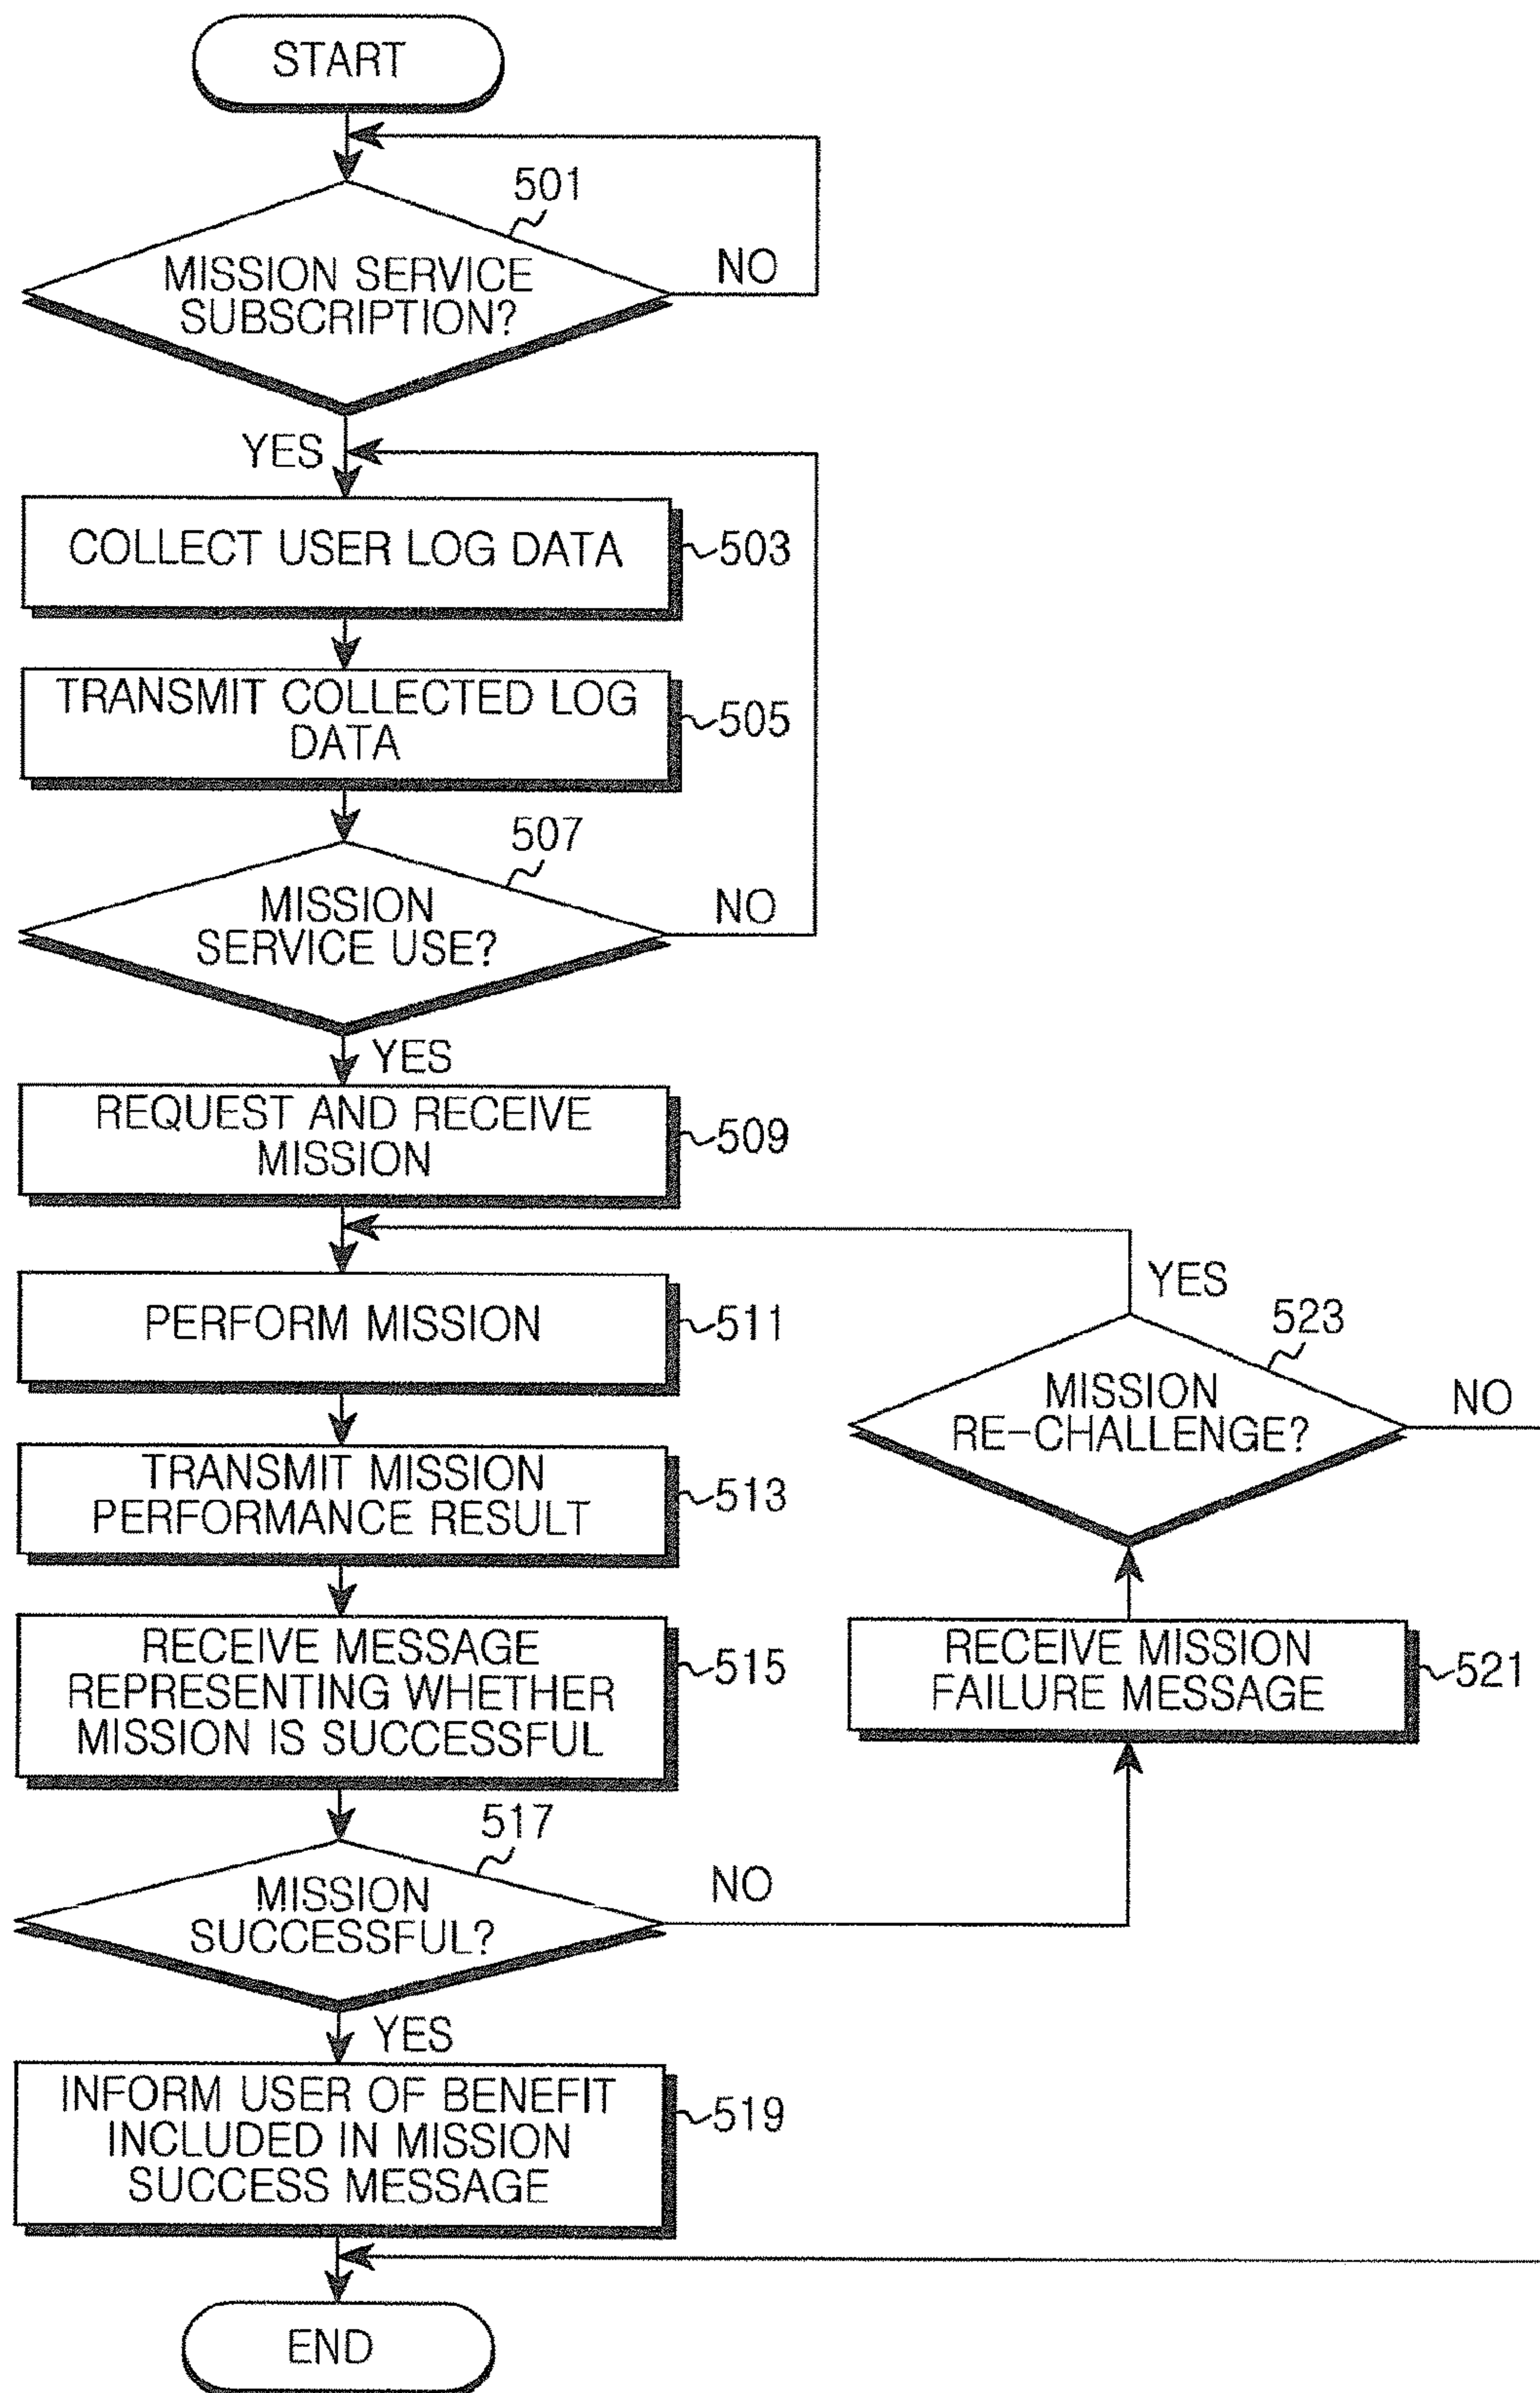 START
501
MISSION SERVICE
SUBSCRIPTION?
NO
YES
COLLECT USER LOG DATA
503
TRANSMIT COLLECTED LOG
DATA
505
507
MISSION
SERVICE USE?
NO
YES
REQUEST AND RECEIVE
MISSION
509
PERFORM MISSION
511
TRANSMIT MISSION
PERFORMANCE RESULT
513
RECEIVE MESSAGE
REPRESENTING WHETHER
MISSION IS SUCCESSFUL
515
517
MISSION
SUCCESSFUL?
NO
YES
INFORM USER OF BENEFIT
INCLUDED IN MISSION
SUCCESS MESSAGE
519
RECEIVE MISSION
FAILURE MESSAGE
521
523
MISSION
RE-CHALLENGE?
YES
NO
END